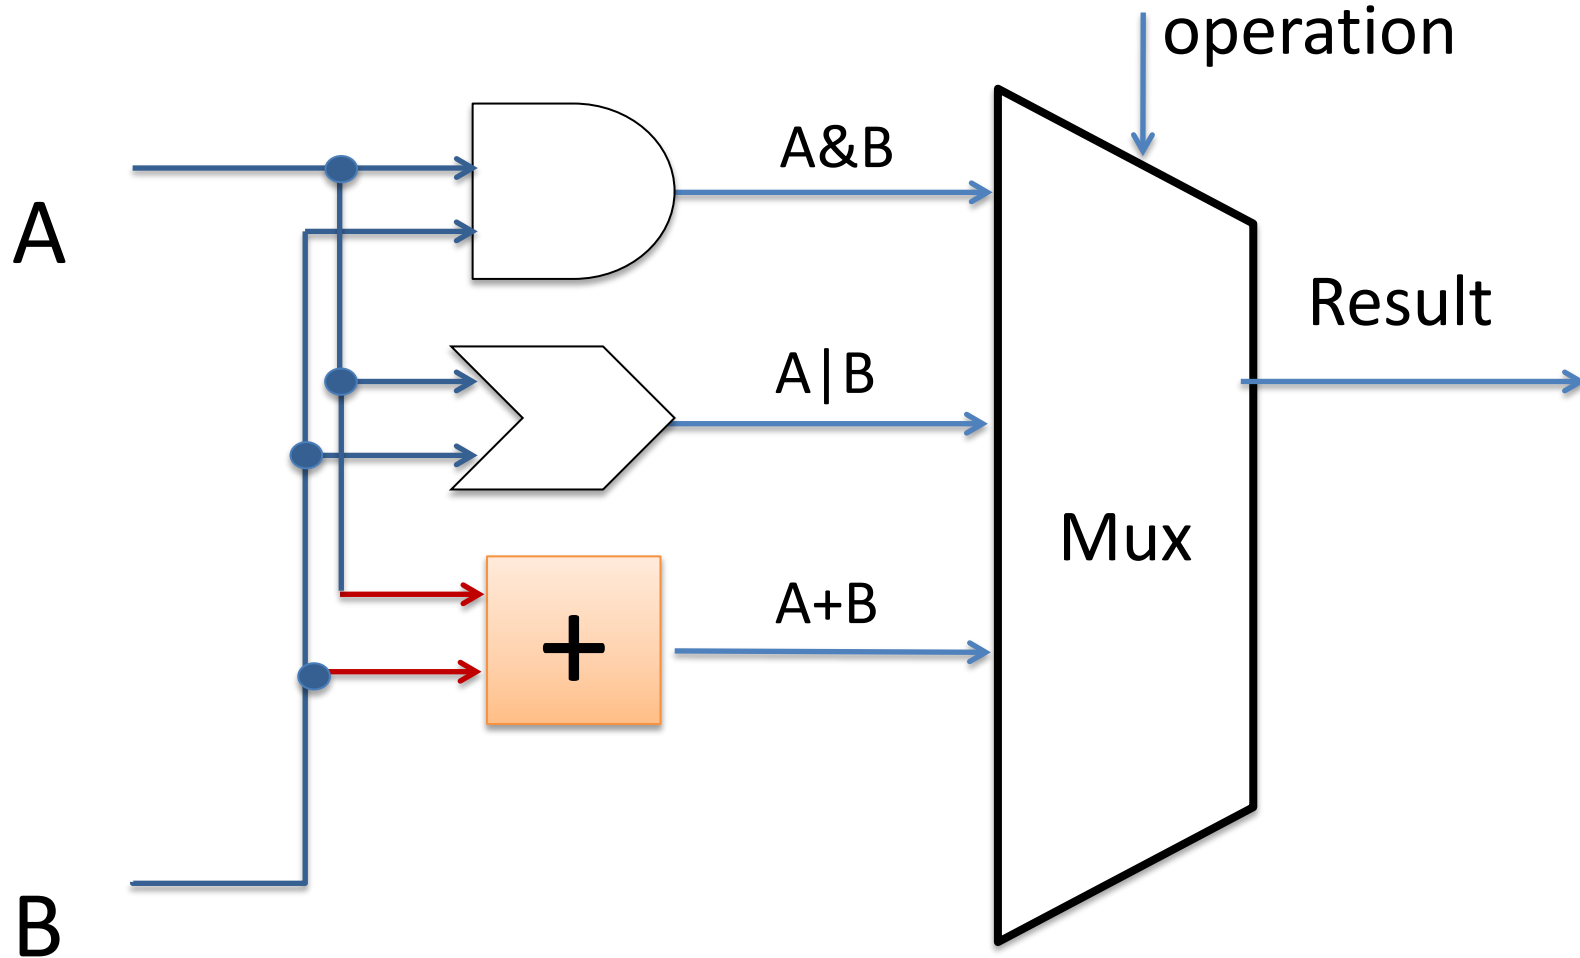 operation
A&B
A
Result
A|B
Mux
A+B
+
B